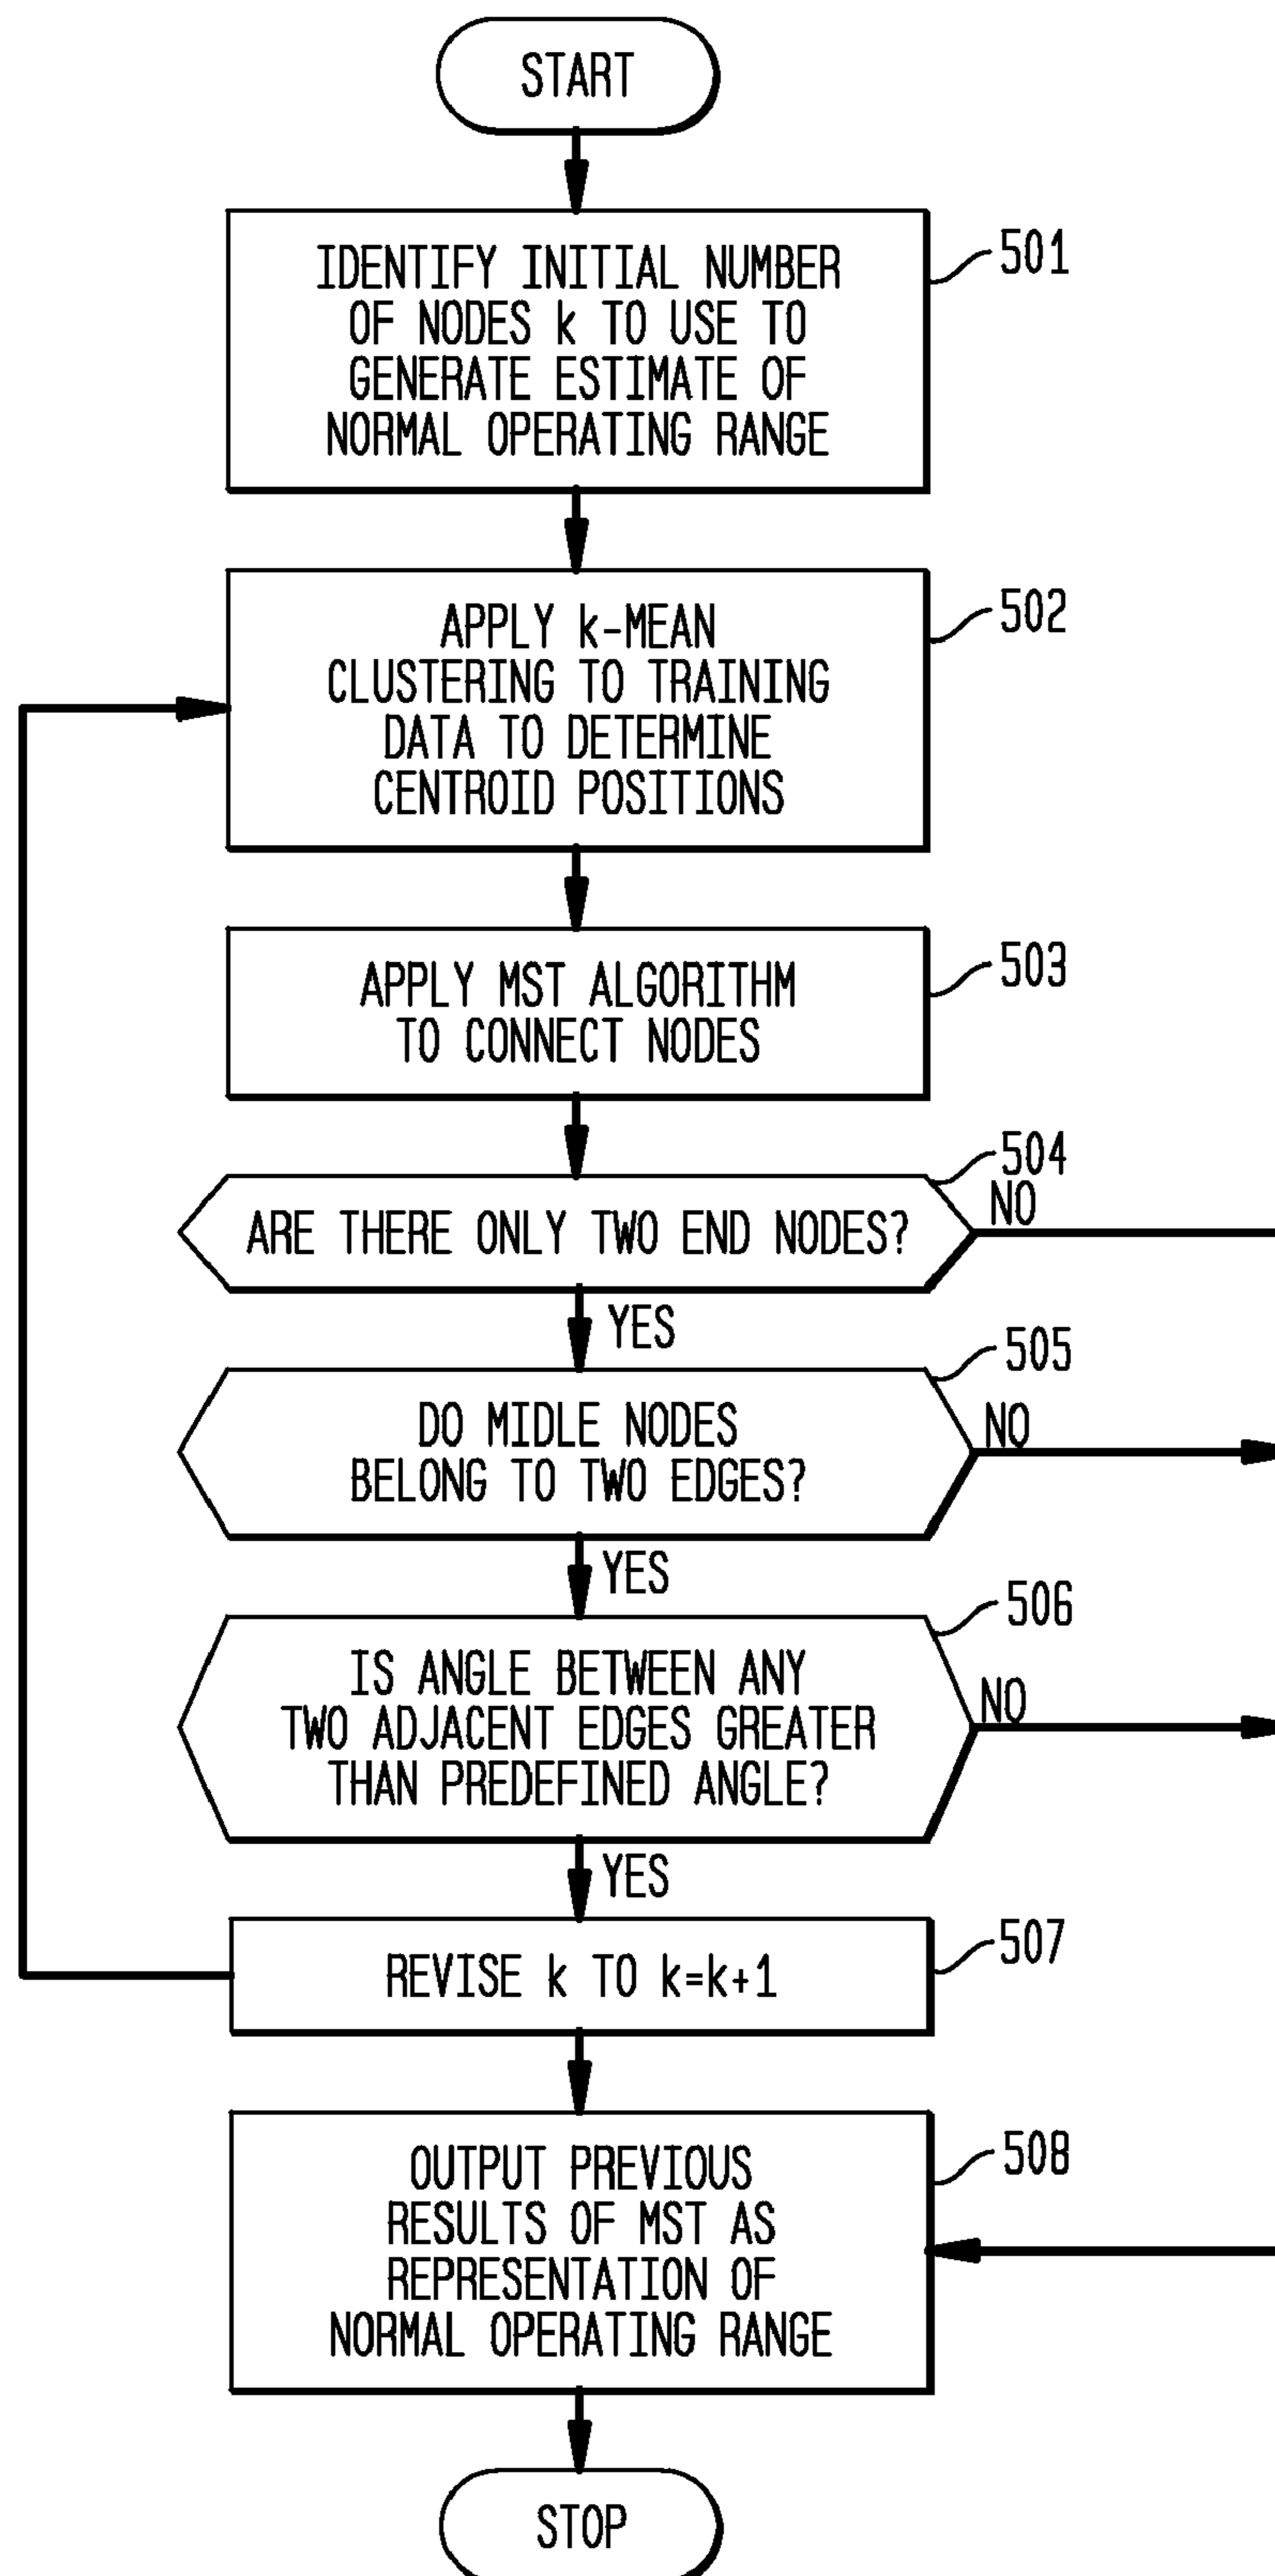 START
IDENTIFY INITIAL NUMBER
OF NODES k TO USE TO
GENERATE ESTIMATE OF
NORMAL OPERATING RANGE
501
APPLY k-MEAN
CLUSTERING TO TRAINING
DATA TO DETERMINE
CENTROID POSITIONS
502
APPLY MST ALGORITHM
TO CONNECT NODES
503
ARE THERE ONLY TWO END NODES?
504
NO
YES
DO MIDLE NODES
BELONG TO TWO EDGES?
505
NO
YES
IS ANGLE BETWEEN ANY
TWO ADJACENT EDGES GREATER
THAN PREDEFINED ANGLE?
506
NO
YES
REVISE k TO k=k+1
507
OUTPUT PREVIOUS
RESULTS OF MST AS
REPRESENTATION OF
NORMAL OPERATING RANGE
508
STOP